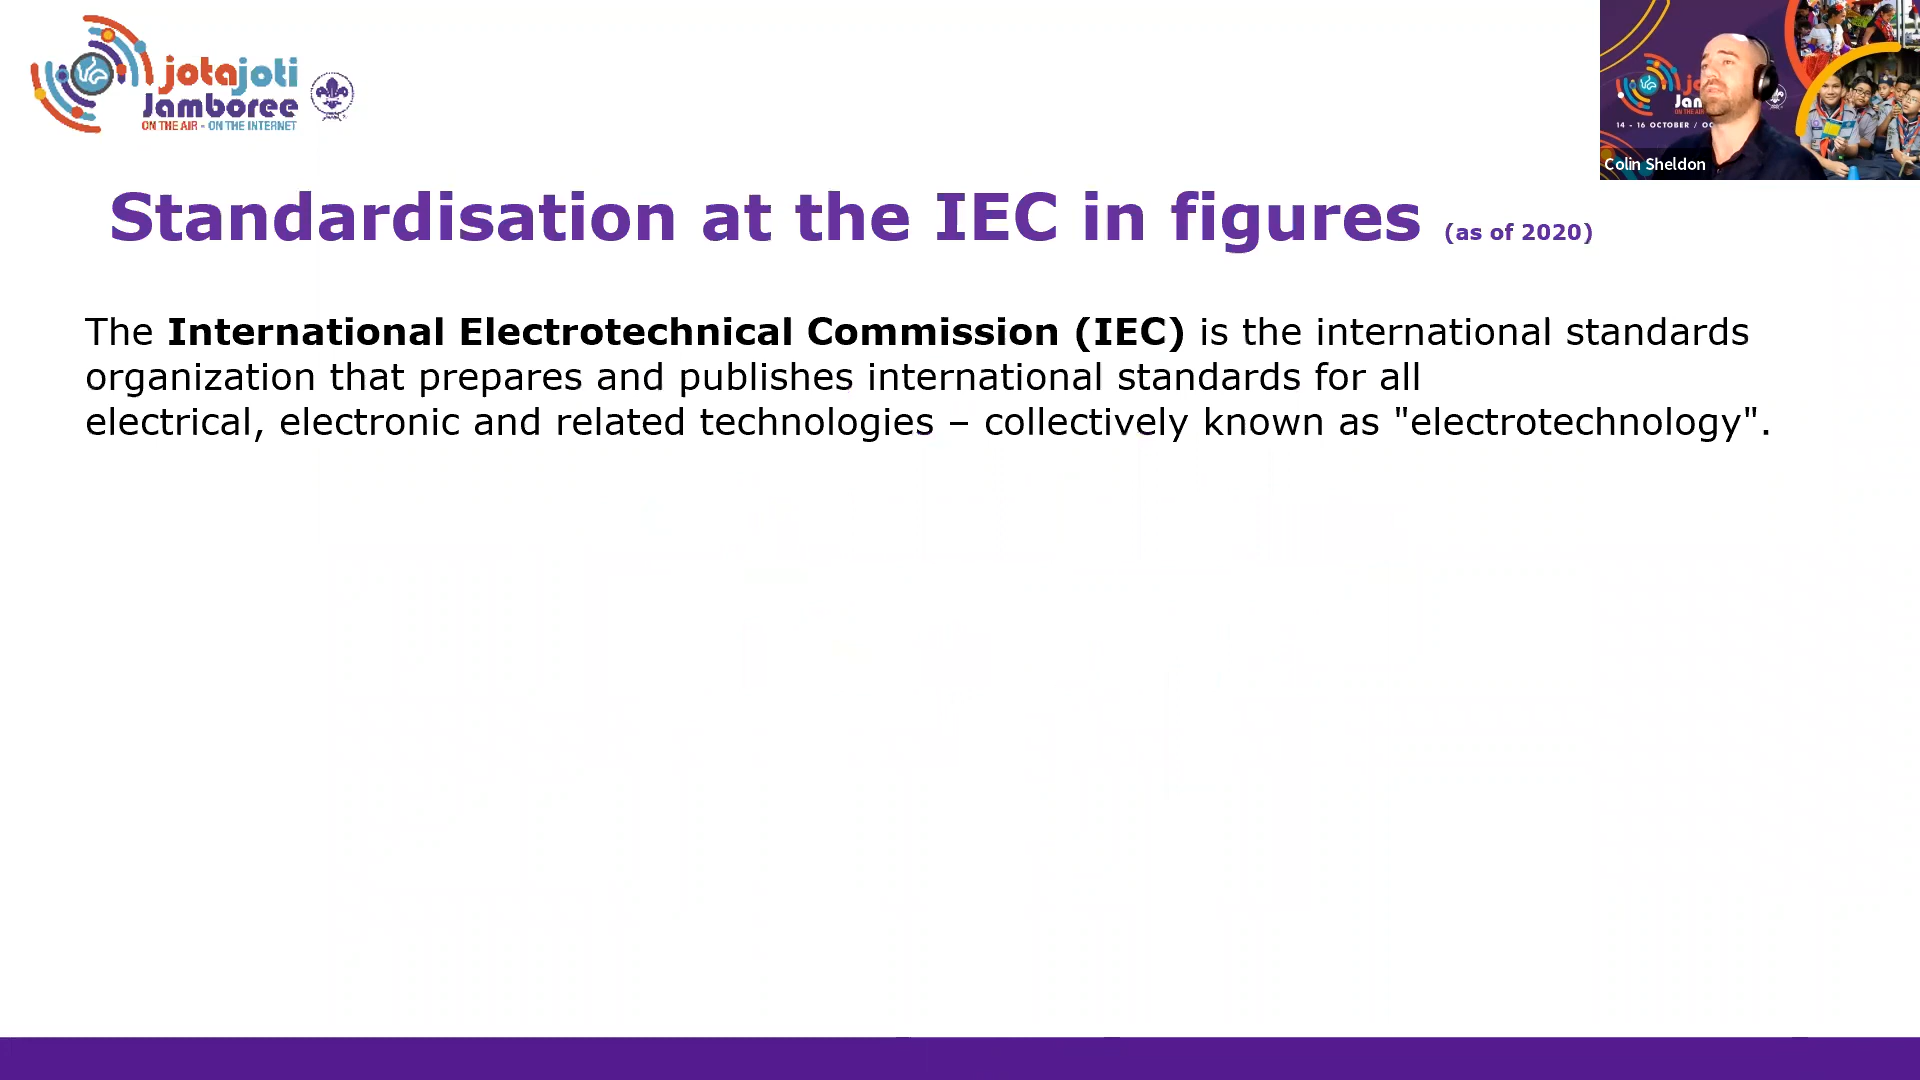 jotajoti
Jamboree
ON THE AIR - ON THE INTERNET
Colin Sheldon
14 - 16 OCTOBER / OC
Standardisation at the IEC in figures (as of 2020)
The International Electrotechnical Commission (IEC) is the international standards
organization that prepares and publishes international standards for all
electrical, electronic and related technologies – collectively known as "electrotechnology".